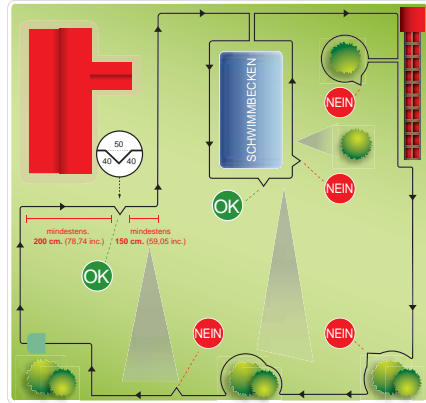 SCHWIMMBECKEN
NEIN
50
40 40
NEIN
OK
mindestens.
200 cm. (78,74 inc.)
mindestens
150 cm. (59,05 inc.)
OK
NEIN
NEIN